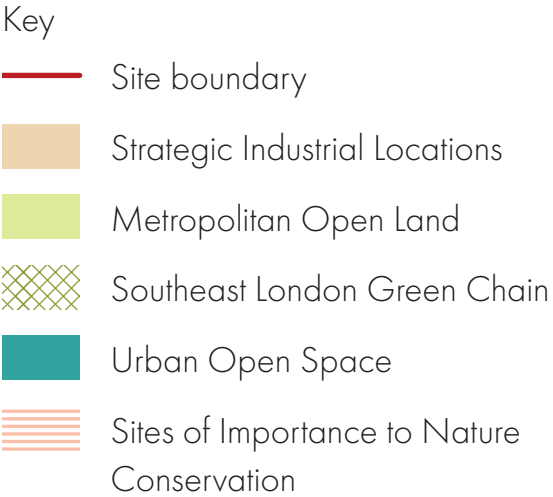 Key
Site boundary
Strategic Industrial Locations
Metropolitan Open Land
Southeast London Green Chain
Urban Open Space
Sites of Importance to Nature
Conservation